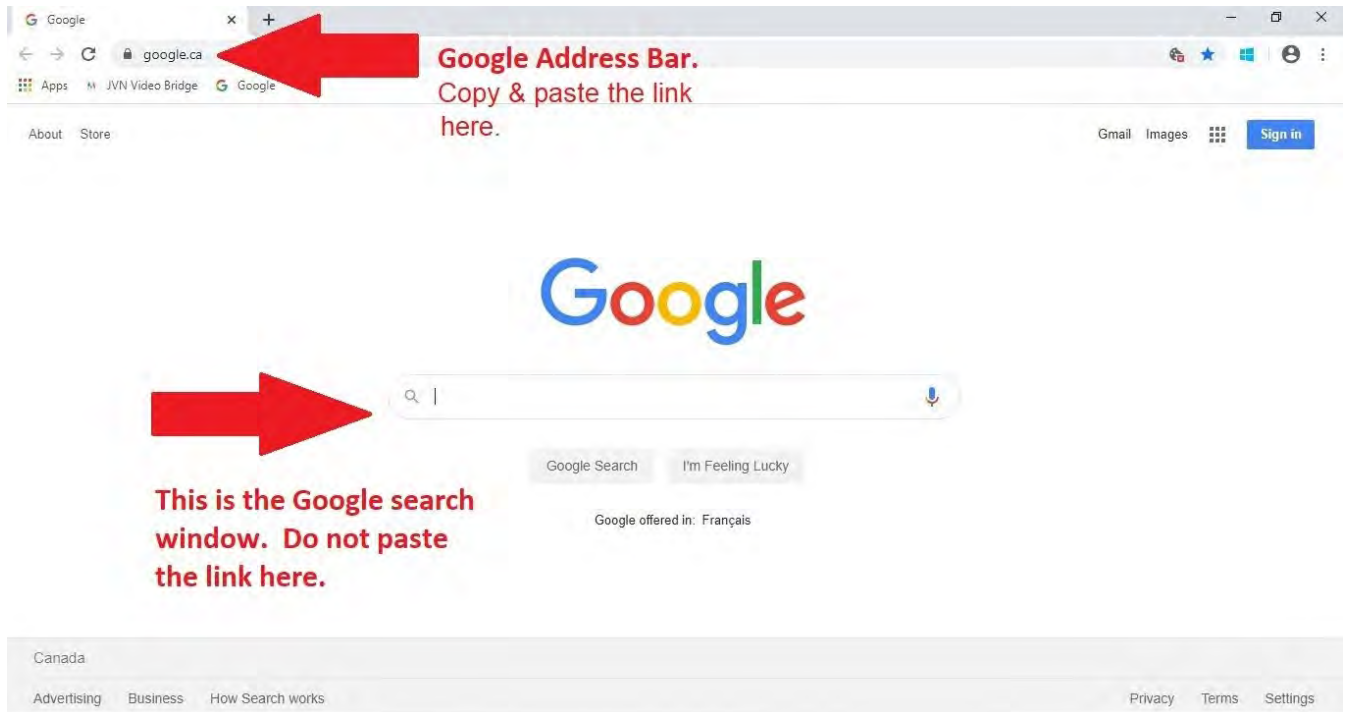 Google
google.ca
Apps JVN Video Bridge Google
Google Address Bar.
Copy & paste the link
here.
About Store
Gmail Images Sign in
Google
Google Search I'm Feeling Lucky
Google offered in: Français
This is the Google search
window. Do not paste
the link here.
Canada
Advertising Business How Search works
Privacy Terms Settings